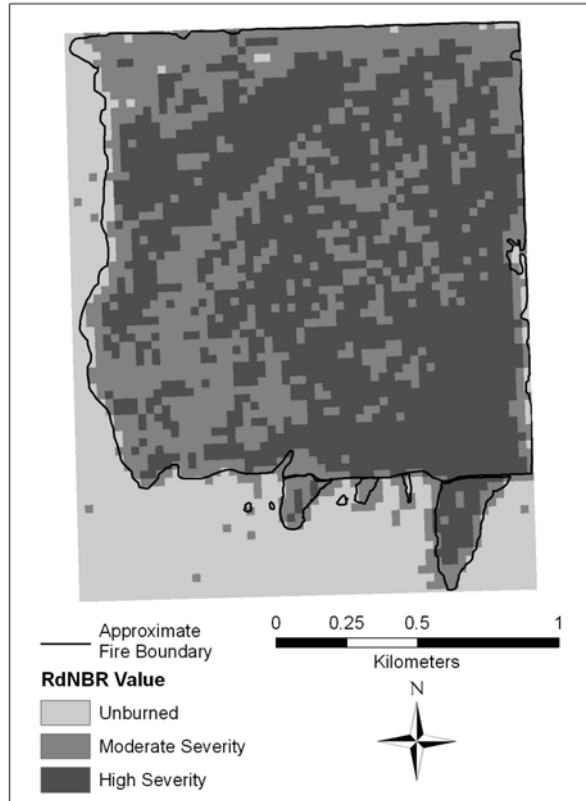 Approximate
Fire Boundary
RdNBR Value
Unburned
Moderate Severity
High Severity
0 0.25 0.5 1
Kilometers
N